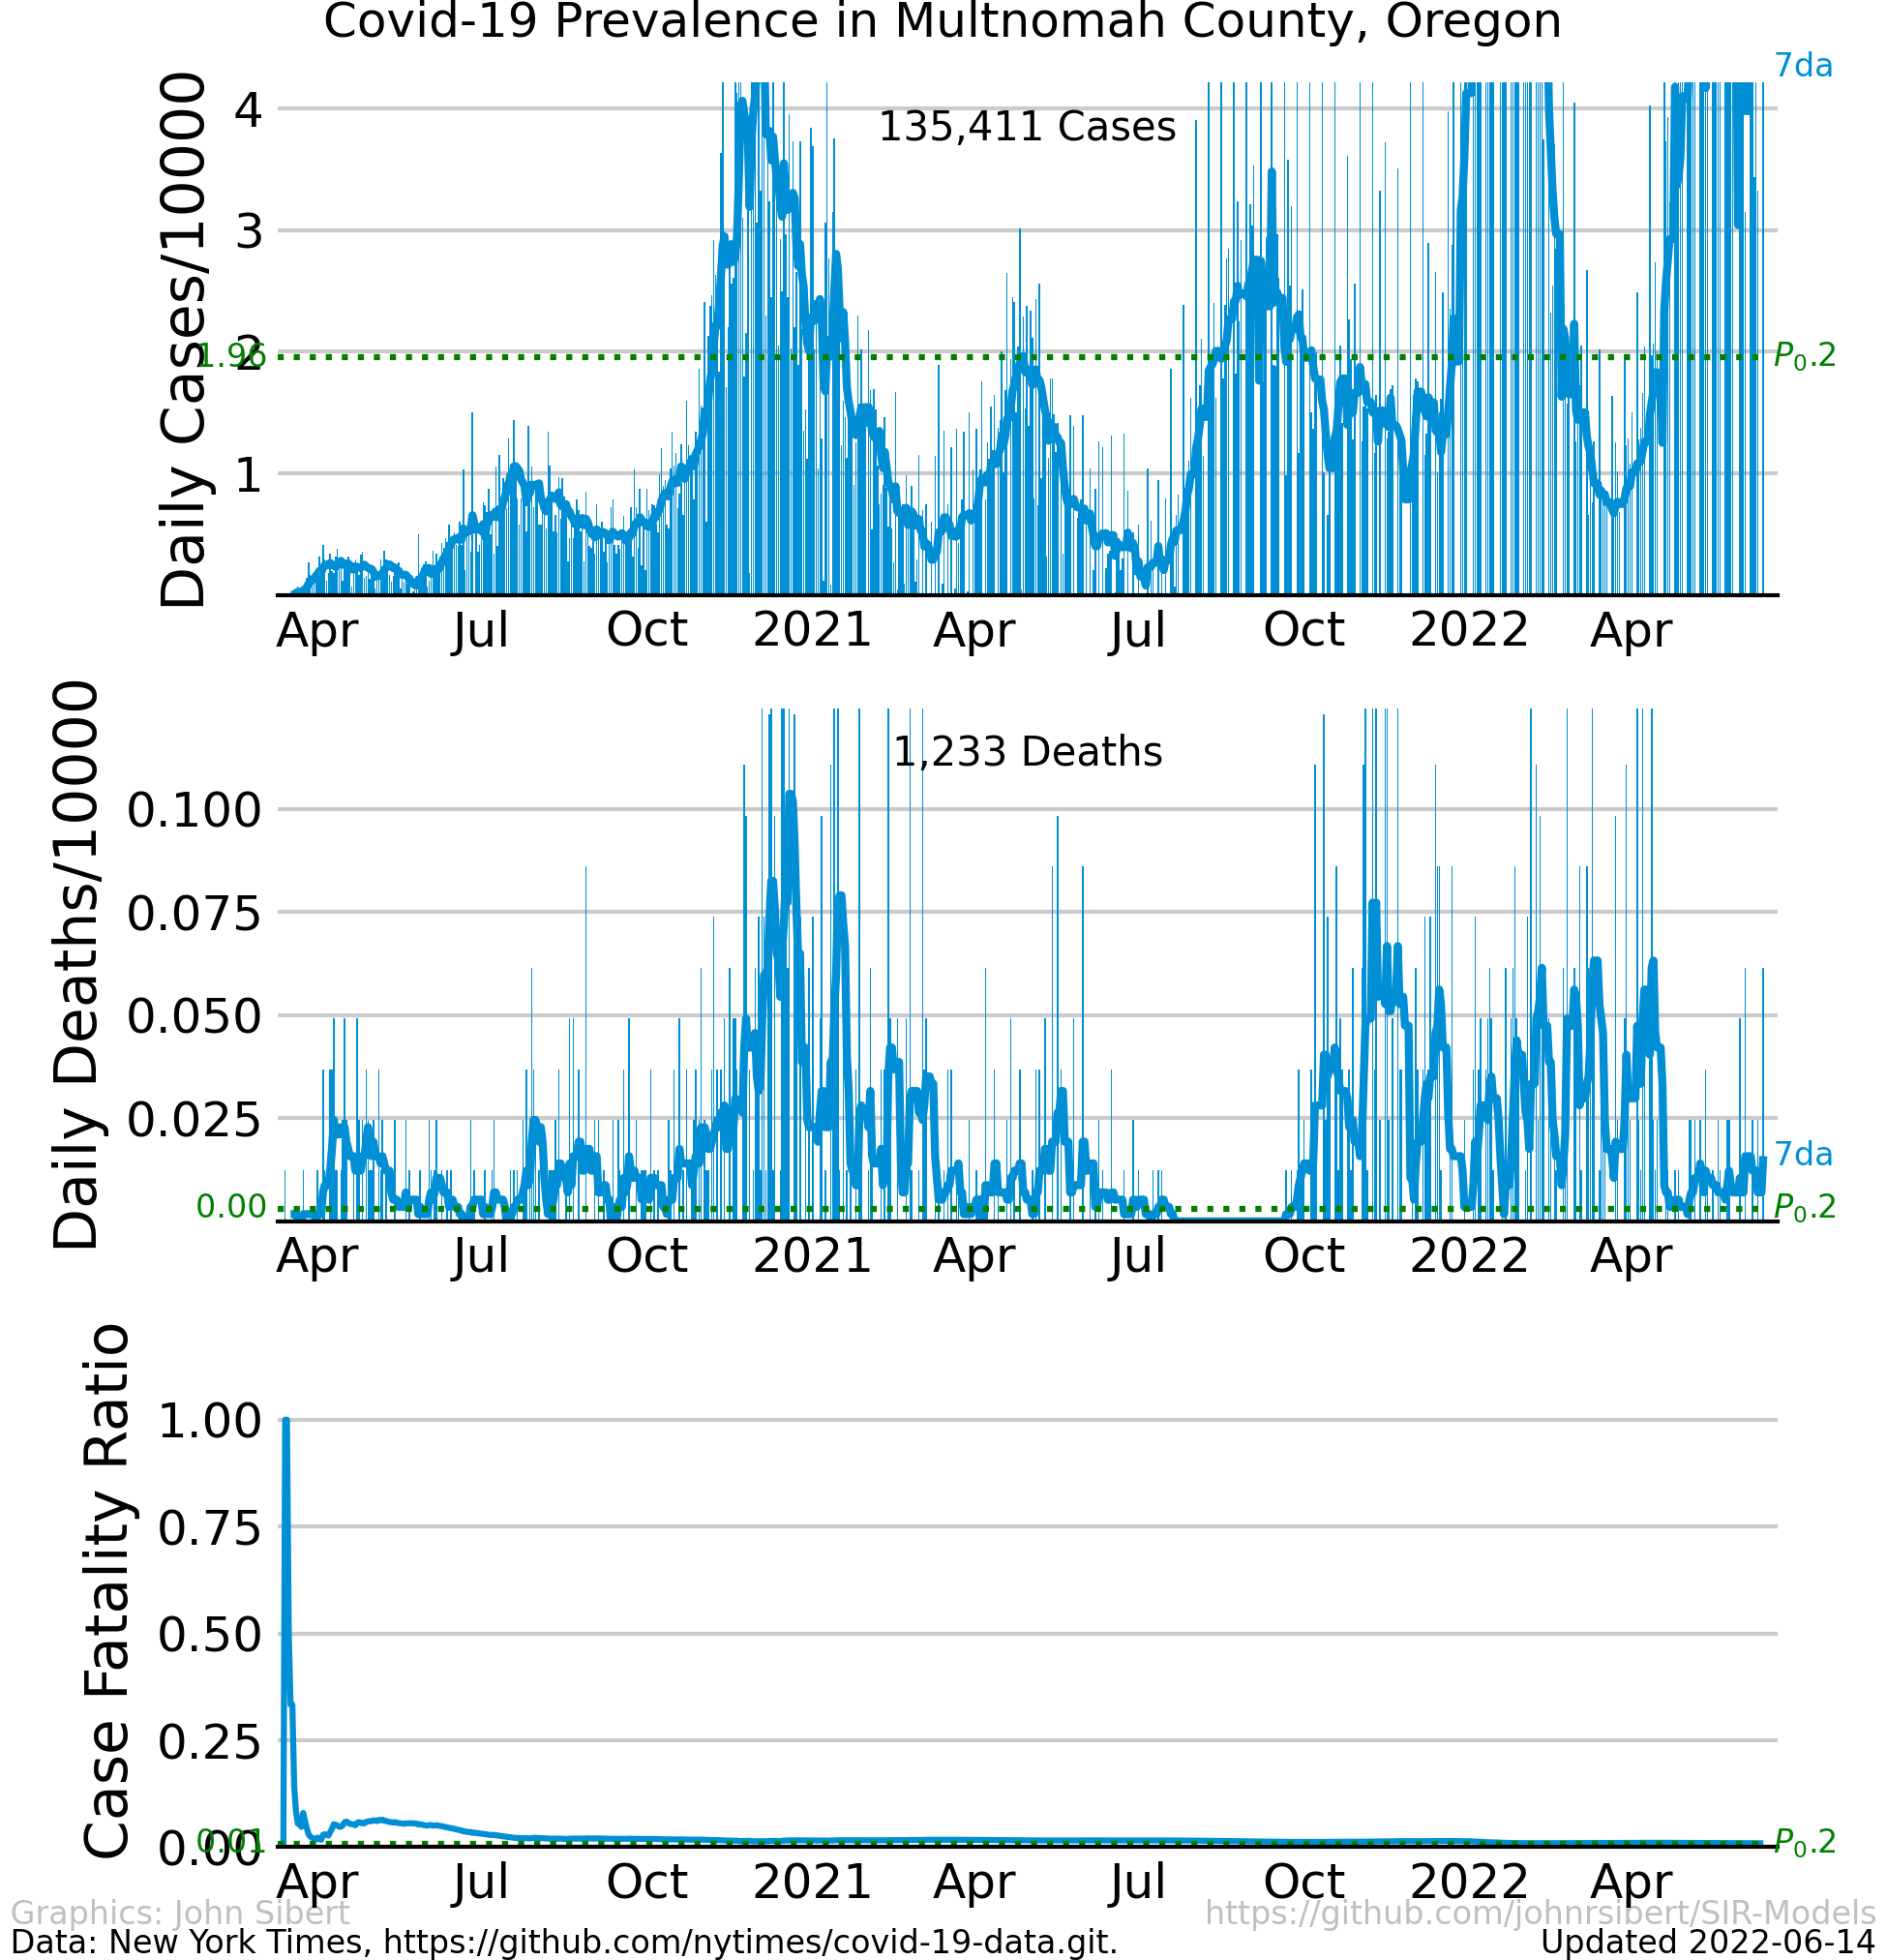 Covid-19 Prevalence in Multnomah County, Oregon
7da
Daily Cases/10000
4
3
2
1
1.96
135,411 Cases
P₀.2
Apr Jul Oct 2021 Apr Jul Oct 2022 Apr
Daily Deaths/10000
0.100
0.075
0.050
0.025
0.00
1,233 Deaths
7da
P₀.2
Apr Jul Oct 2021 Apr Jul Oct 2022 Apr
Case Fatality Ratio
1.00
0.75
0.50
0.25
0.00
0.01
P₀.2
Apr Jul Oct 2021 Apr Jul Oct 2022 Apr
Graphics: John Sibert https://github.com/johnrsibert/SIR-Models
Data: New York Times, https://github.com/nytimes/covid-19-data.git. Updated 2022-06-14